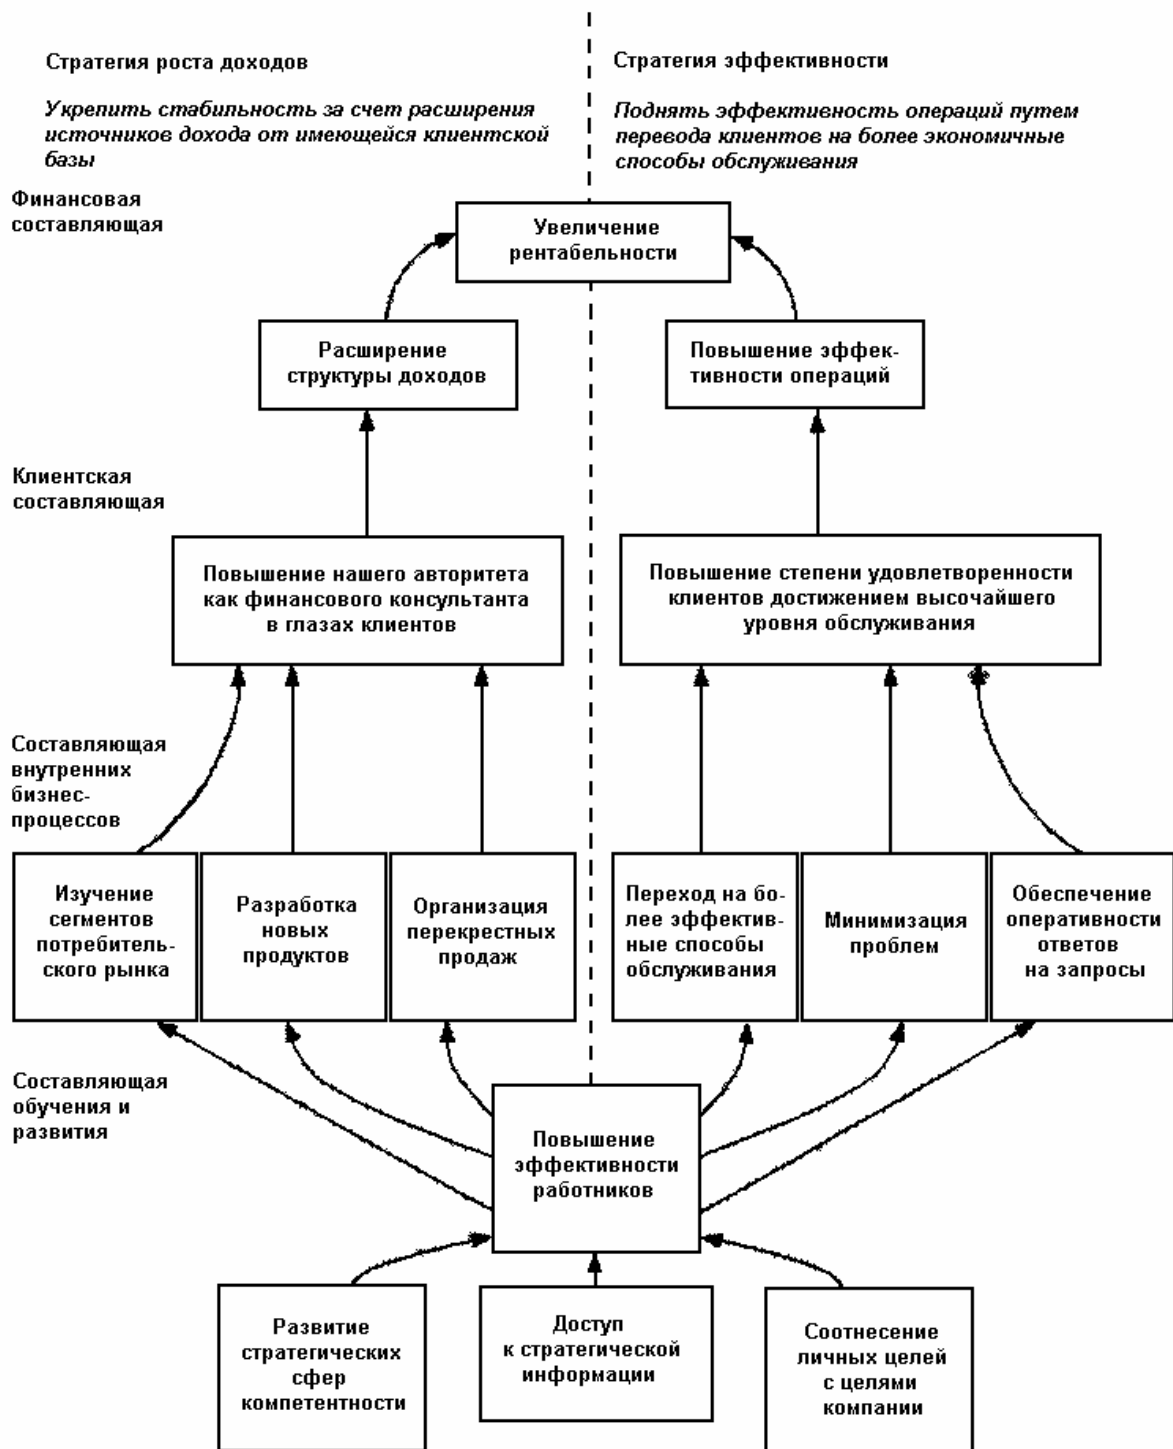 Стратегия роста доходов
Укрепить стабильность за счет расширения
источников дохода от имеющейся клиентской
базы
Стратегия эффективности
Поднять эффективность операций путем
перевода клиентов на более экономичные
способы обслуживания
Финансовая
составляющая
Увеличение
рентабельности
Расширение
структуры доходов
Повышение эффек-
тивности операций
Клиентская
составляющая
Повышение нашего авторитета
как финансового консультанта
в глазах клиентов
Повышение степени удовлетворенности
клиентов достижением высочайшего
уровня обслуживания
Составляющая
внутренних
бизнес-
процессов
Изучение
сегментов
потребитель-
ского рынка
Разработка
новых
продуктов
Организация
перекрестных
продаж
Переход на бо-
лее эффектив-
ные способы
обслуживания
Минимизация
проблем
Обеспечение
оперативности
ответов
на запросы
Составляющая
обучения и
развития
Повышение
эффективности
работников
Развитие
стратегических
сфер
компетентности
Доступ
к стратегической
информации
Соотнесение
личных целей
с целями
компании